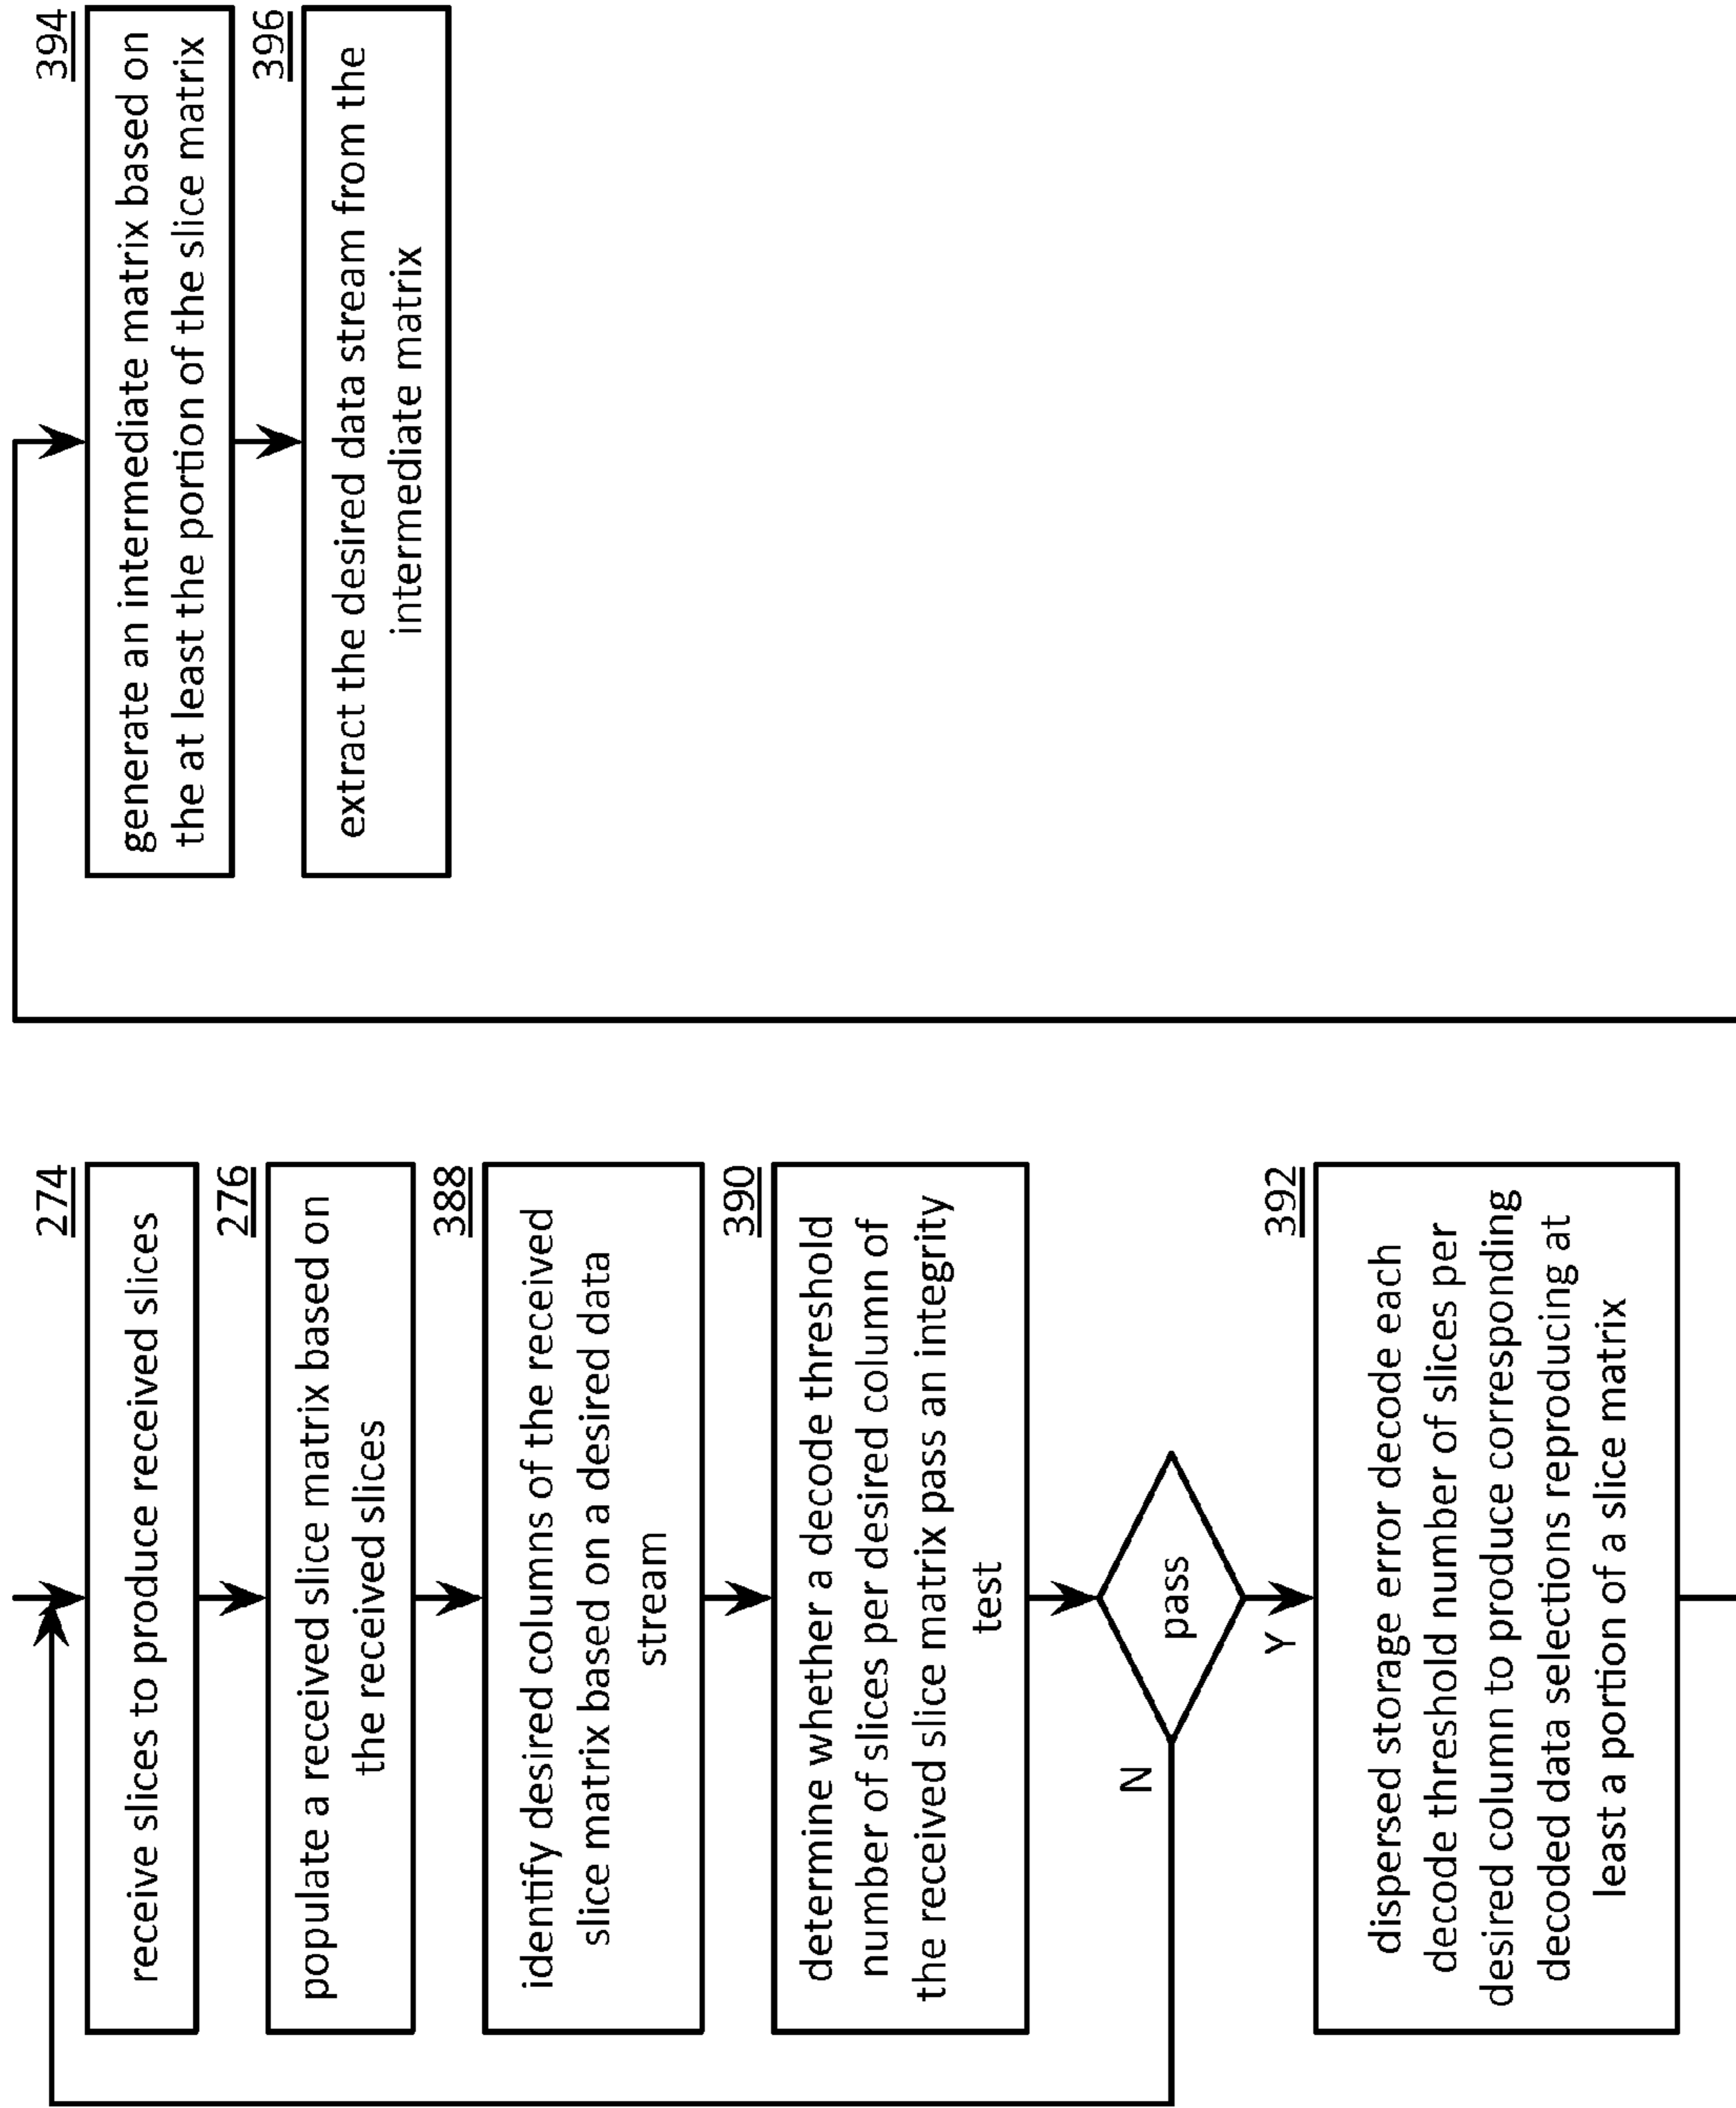 274
receive slices to produce received slices
276
populate a received slice matrix based on
the received slices
388
identify desired columns of the received
slice matrix based on a desired data
stream
390
determine whether a decode threshold
number of slices per desired column of
the received slice matrix pass an integrity
test
pass
N
Y
392
dispersed storage error decode each
decode threshold number of slices per
desired column to produce corresponding
decoded data selections reproducing at
least a portion of a slice matrix
394
generate an intermediate matrix based on
the at least the portion of the slice matrix
396
extract the desired data stream from the
intermediate matrix